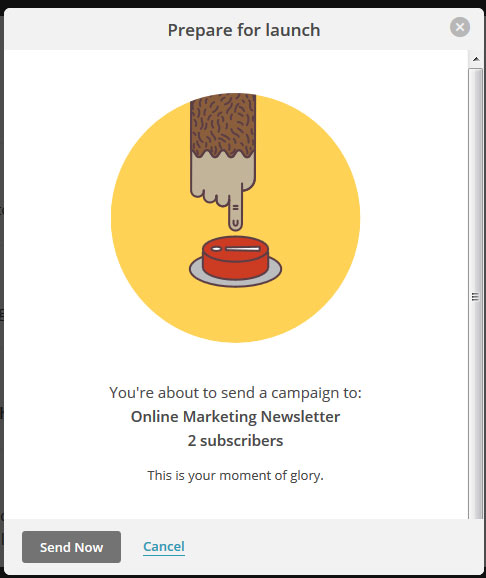 Prepare for launch
You're about to send a campaign to:
Online Marketing Newsletter
2 subscribers
This is your moment of glory.
Send Now
Cancel